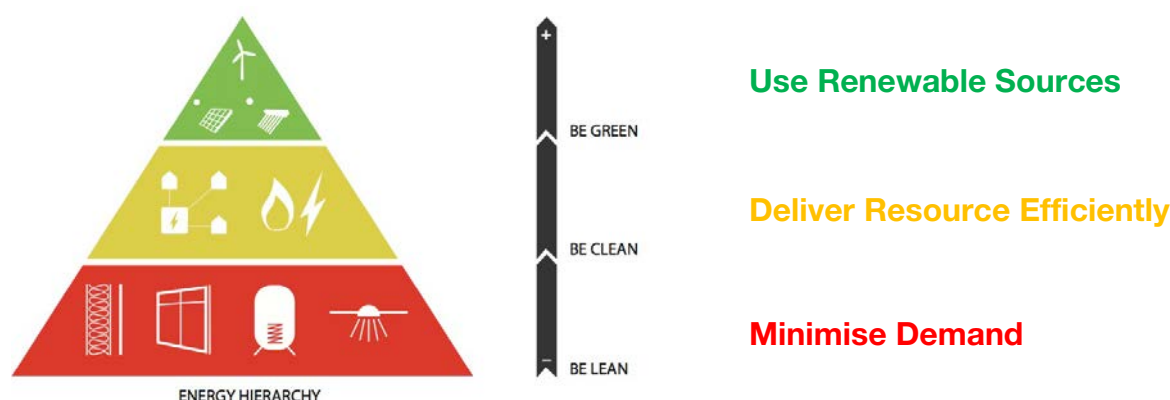 +
BE GREEN
BE CLEAN
–
BE LEAN
ENERGY HIERARCHY
Use Renewable Sources
Deliver Resource Efficiently
Minimise Demand